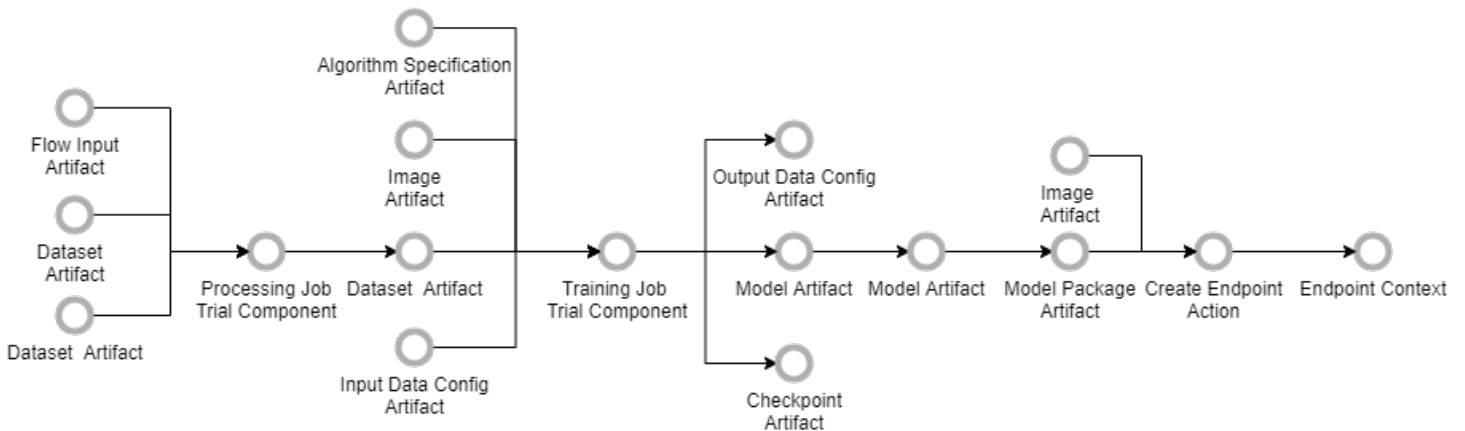 Flow Input
Artifact
Dataset
Artifact
Dataset Artifact
Processing Job
Trial Component
Algorithm Specification
Artifact
Image
Artifact
Dataset Artifact
Input Data Config
Artifact
Training Job
Trial Component
Output Data Config
Artifact
Model Artifact
Checkpoint
Artifact
Model Artifact
Image
Artifact
Model Package
Artifact
Create Endpoint
Action
Endpoint Context